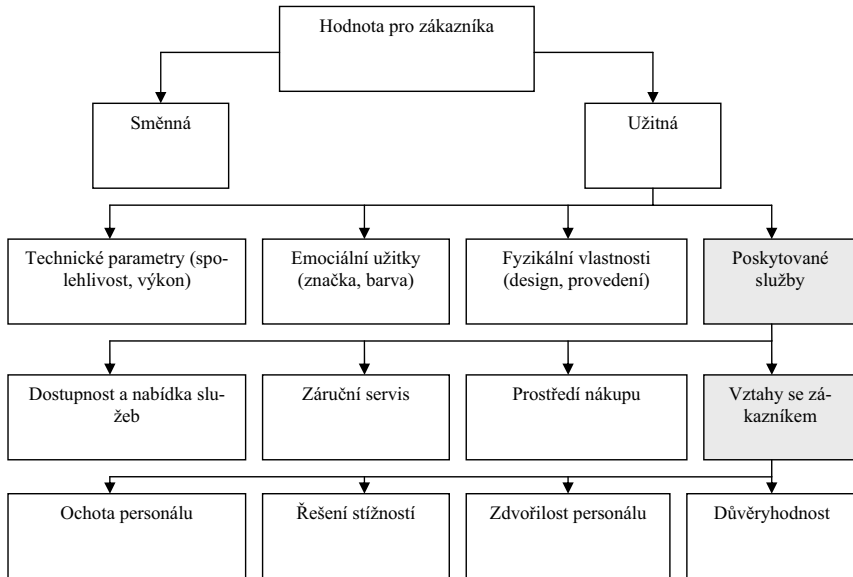 Hodnota pro zákazníka
Směnná
Užitná
Technické parametry (spo-
lehlivost, výkon)
Emociální užitky
(značka, barva)
Fyzikální vlastnosti
(design, provedení)
Poskytované
služby
Dostupnost a nabídka slu-
žeb
Záruční servis
Prostředí nákupu
Vztahy se zá-
kazníkem
Ochota personálu
Řešení stížností
Zdvořilost personálu
Důvěryhodnost